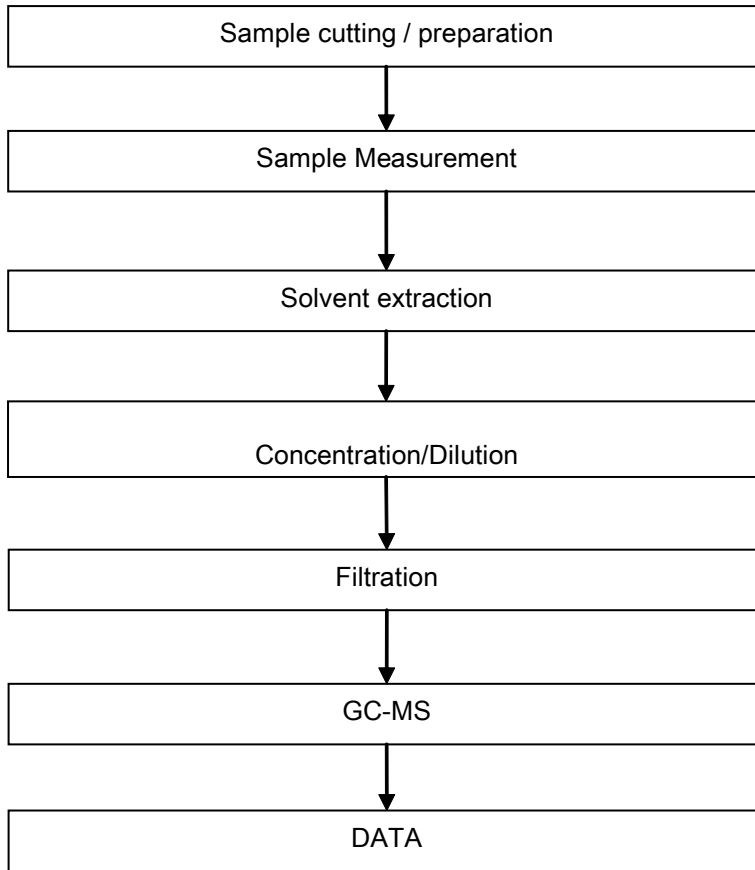 Sample cutting / preparation
Sample Measurement
Solvent extraction
Concentration/Dilution
Filtration
GC-MS
DATA